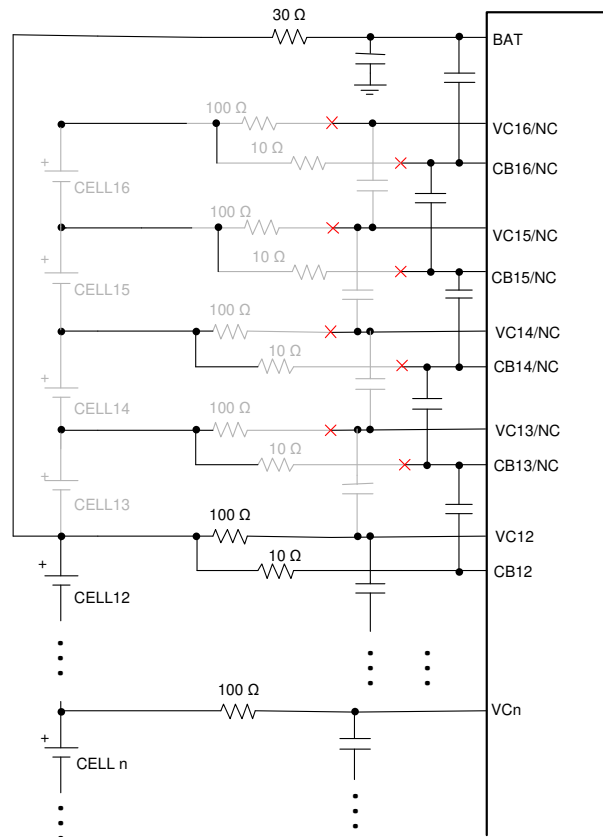 30 Ω
BAT
100 Ω
VC16/NC
10 Ω
CB16/NC
+
CELL16
100 Ω
VC15/NC
10 Ω
CB15/NC
+
CELL15
100 Ω
VC14/NC
10 Ω
CB14/NC
+
CELL14
100 Ω
VC13/NC
10 Ω
CB13/NC
+
CELL13
100 Ω
VC12
10 Ω
CB12
+
CELL12
100 Ω
VCn
+
CELL n